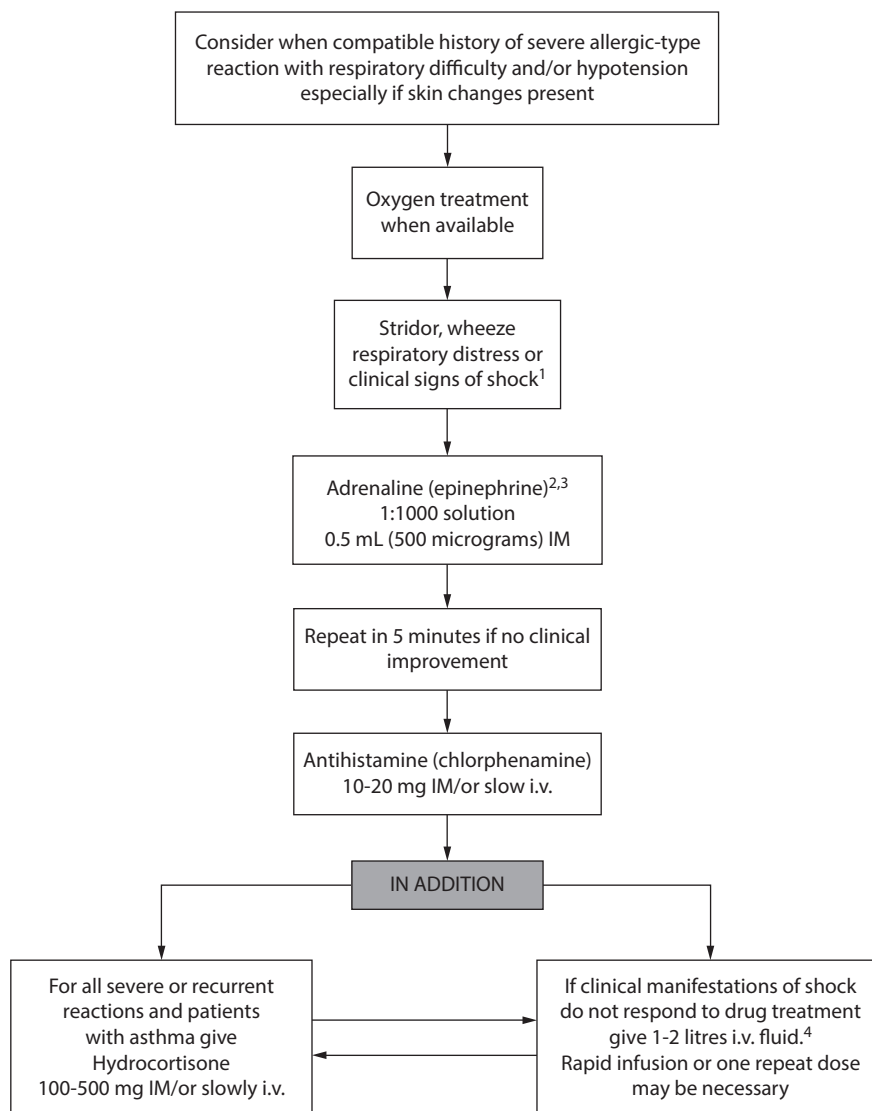 Consider when compatible history of severe allergic-type
reaction with respiratory difficulty and/or hypotension
especially if skin changes present
Oxygen treatment
when available
Stridor, wheeze
respiratory distress or
clinical signs of shock¹
Adrenaline (epinephrine)²,³
1:1000 solution
0.5 mL (500 micrograms) IM
Repeat in 5 minutes if no clinical
improvement
Antihistamine (chlorphenamine)
10-20 mg IM/or slow i.v.
IN ADDITION
For all severe or recurrent
reactions and patients
with asthma give
Hydrocortisone
100-500 mg IM/or slowly i.v.
If clinical manifestations of shock
do not respond to drug treatment
give 1-2 litres i.v. fluid.⁴
Rapid infusion or one repeat dose
may be necessary